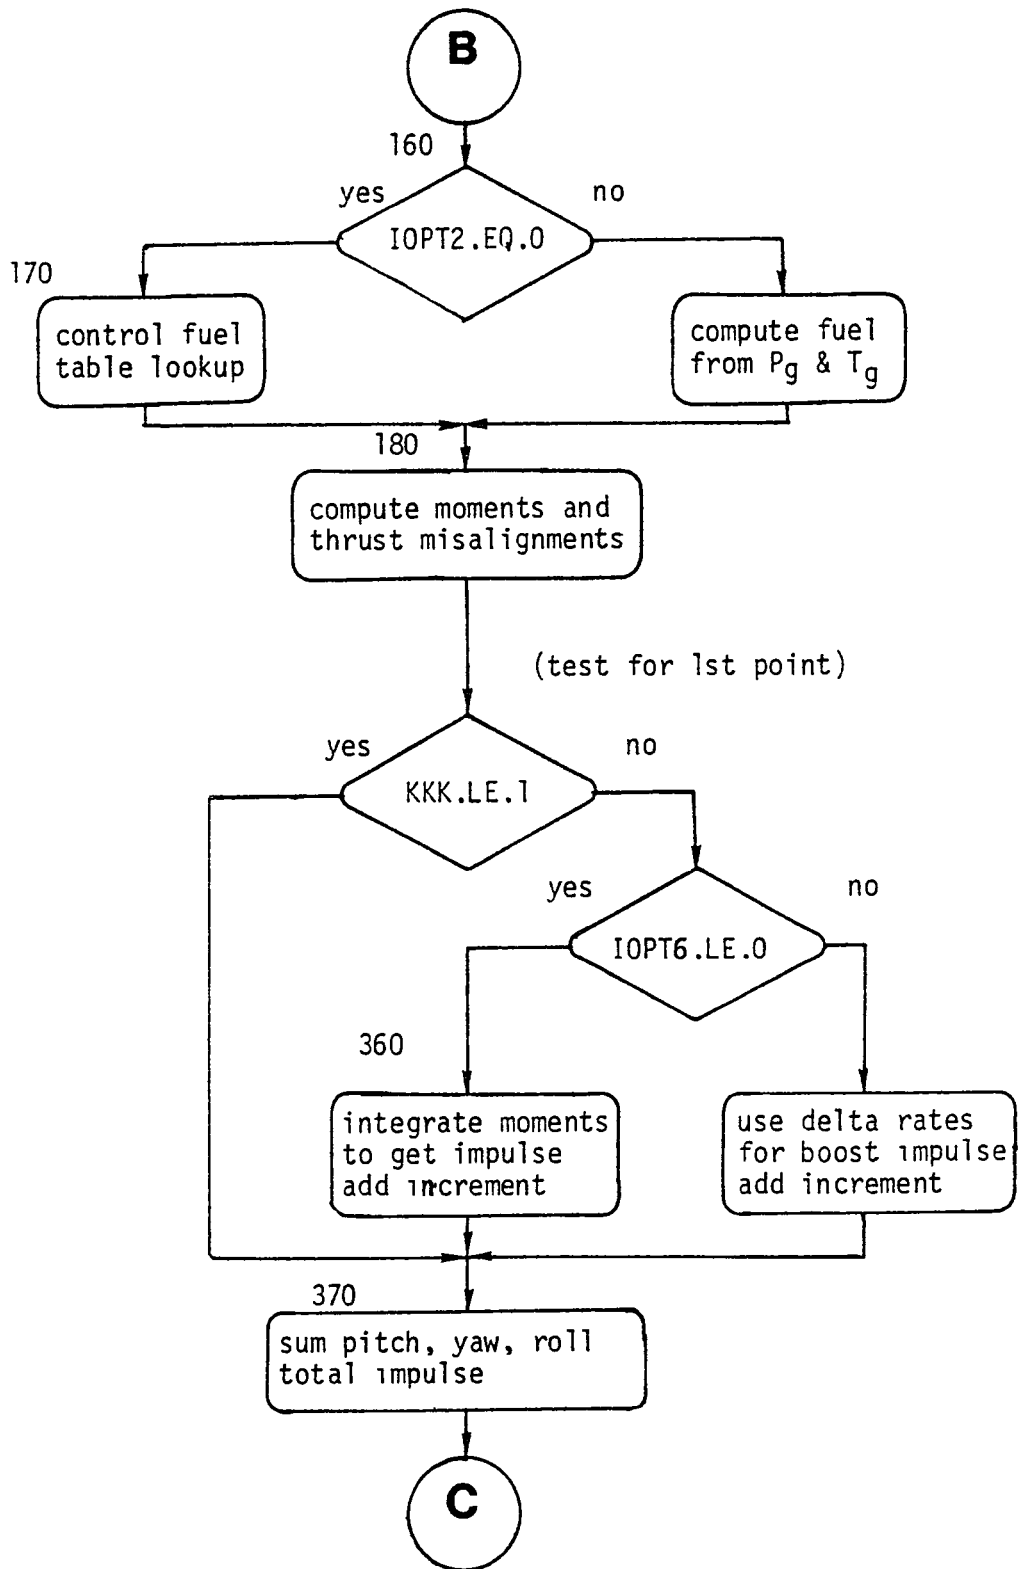 B
160
yes
no
IOPT2.EQ.0
170
control fuel
table lookup
compute fuel
from Pg & Tg
180
compute moments and
thrust misalignments
(test for 1st point)
yes
no
KKK.LE.1
yes
no
IOPT6.LE.0
360
integrate moments
to get impulse
add increment
use delta rates
for boost impulse
add increment
370
sum pitch, yaw, roll
total impulse
C